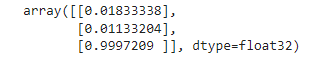 array([[0.01833338],
[0.01133204],
[0.9997209 ]], dtype=float32)